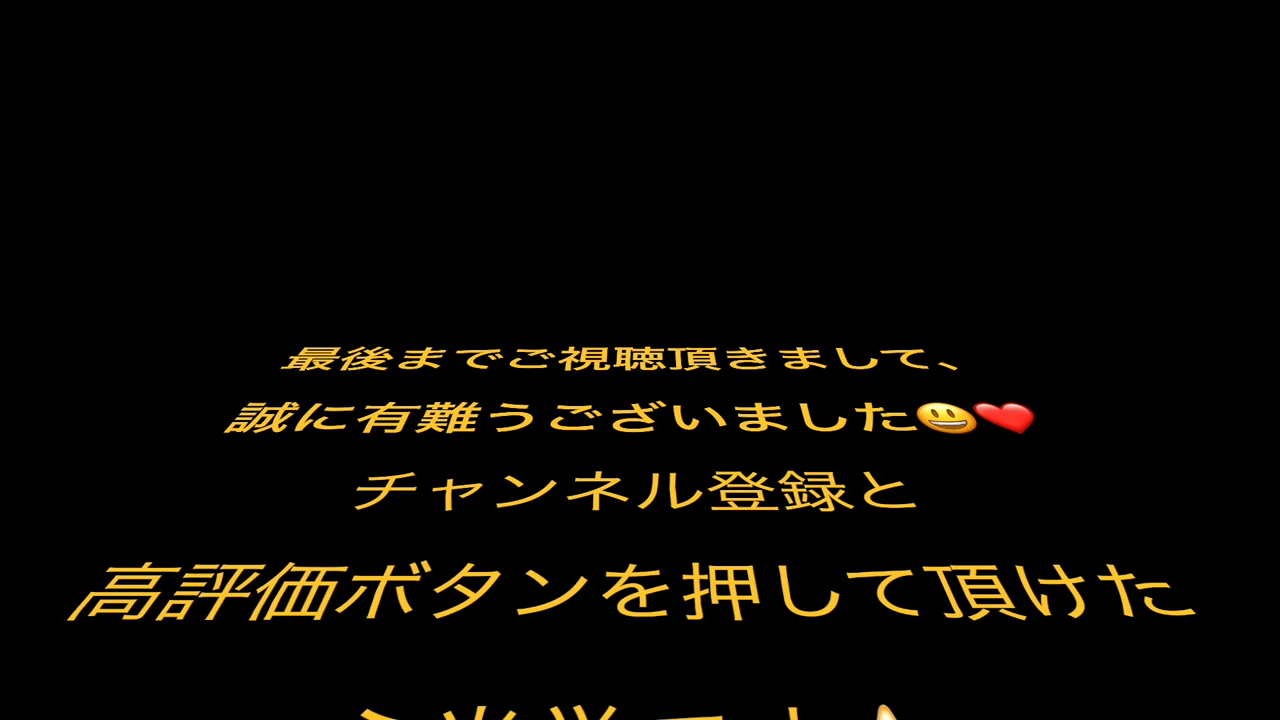 最後までご視聴頂きまして、
誠に有難うございました😃❤️
チャンネル登録と
高評価ボタンを押して頂けた